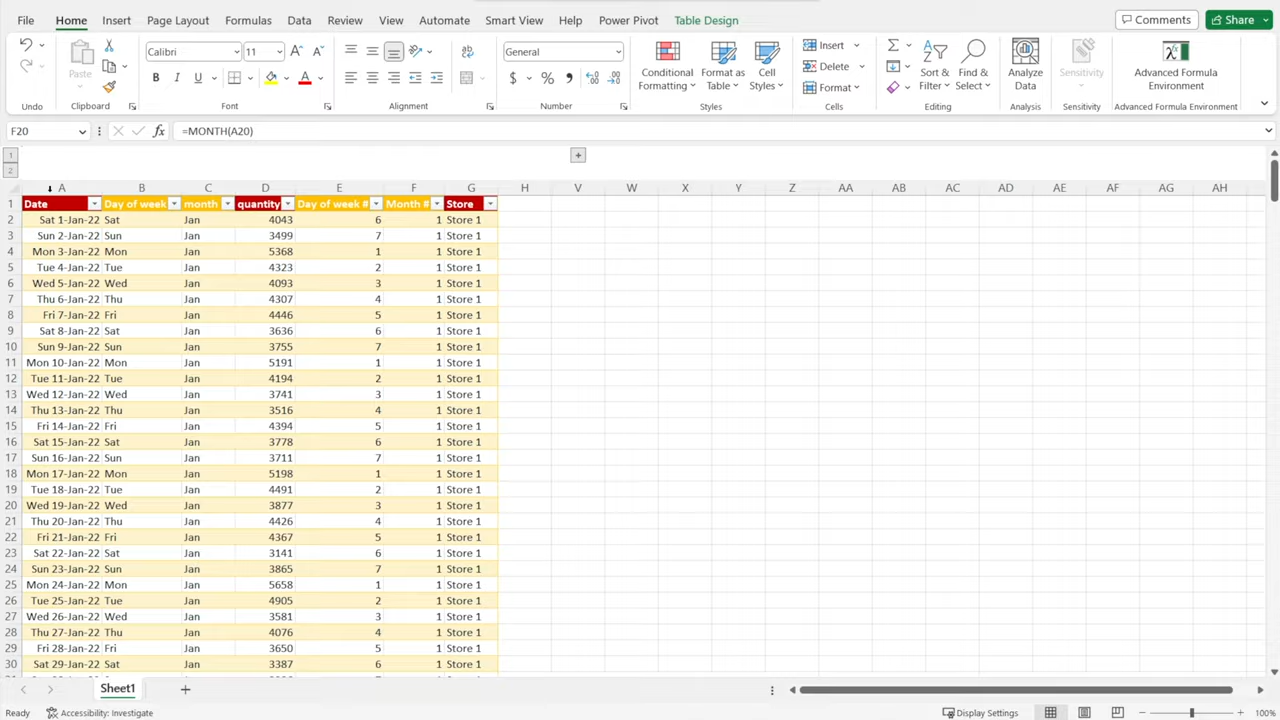 File Home Insert Page Layout Formulas Data Review View Automate Smart View Help Power Pivot Table Design Comments Share
Calibri 11 General Insert
Paste Conditional Formatting Format as Table Cell Styles Delete Sort & Filter Find & Select Analyze Data Sensitivity Advanced Formula Environment
B I U A $ % Format
Undo Clipboard Font Alignment Number Styles Cells Editing Analysis Sensitivity Advanced Formula Environment
F20 fx =MONTH(A20)
1
2
A B C D E F G H V W X Y Z AA AB AC AD AE AF AG AH
1 Date Day of week month quantity Day of week # Month # Store
2 Sat 1-Jan-22 Sat Jan 4043 6 1 Store 1
3 Sun 2-Jan-22 Sun Jan 3499 7 1 Store 1
4 Mon 3-Jan-22 Mon Jan 5368 1 1 Store 1
5 Tue 4-Jan-22 Tue Jan 4323 2 1 Store 1
6 Wed 5-Jan-22 Wed Jan 4093 3 1 Store 1
7 Thu 6-Jan-22 Thu Jan 4307 4 1 Store 1
8 Fri 7-Jan-22 Fri Jan 4446 5 1 Store 1
9 Sat 8-Jan-22 Sat Jan 3636 6 1 Store 1
10 Sun 9-Jan-22 Sun Jan 3755 7 1 Store 1
11 Mon 10-Jan-22 Mon Jan 5191 1 1 Store 1
12 Tue 11-Jan-22 Tue Jan 4194 2 1 Store 1
13 Wed 12-Jan-22 Wed Jan 3741 3 1 Store 1
14 Thu 13-Jan-22 Thu Jan 3516 4 1 Store 1
15 Fri 14-Jan-22 Fri Jan 4394 5 1 Store 1
16 Sat 15-Jan-22 Sat Jan 3778 6 1 Store 1
17 Sun 16-Jan-22 Sun Jan 3711 7 1 Store 1
18 Mon 17-Jan-22 Mon Jan 5198 1 1 Store 1
19 Tue 18-Jan-22 Tue Jan 4491 2 1 Store 1
20 Wed 19-Jan-22 Wed Jan 3877 3 1 Store 1
21 Thu 20-Jan-22 Thu Jan 4426 4 1 Store 1
22 Fri 21-Jan-22 Fri Jan 4367 5 1 Store 1
23 Sat 22-Jan-22 Sat Jan 3141 6 1 Store 1
24 Sun 23-Jan-22 Sun Jan 3865 7 1 Store 1
25 Mon 24-Jan-22 Mon Jan 5658 1 1 Store 1
26 Tue 25-Jan-22 Tue Jan 4905 2 1 Store 1
27 Wed 26-Jan-22 Wed Jan 3581 3 1 Store 1
28 Thu 27-Jan-22 Thu Jan 4076 4 1 Store 1
29 Fri 28-Jan-22 Fri Jan 3650 5 1 Store 1
30 Sat 29-Jan-22 Sat Jan 3387 6 1 Store 1
Sheet1
Ready Accessibility: Investigate Display Settings 100%